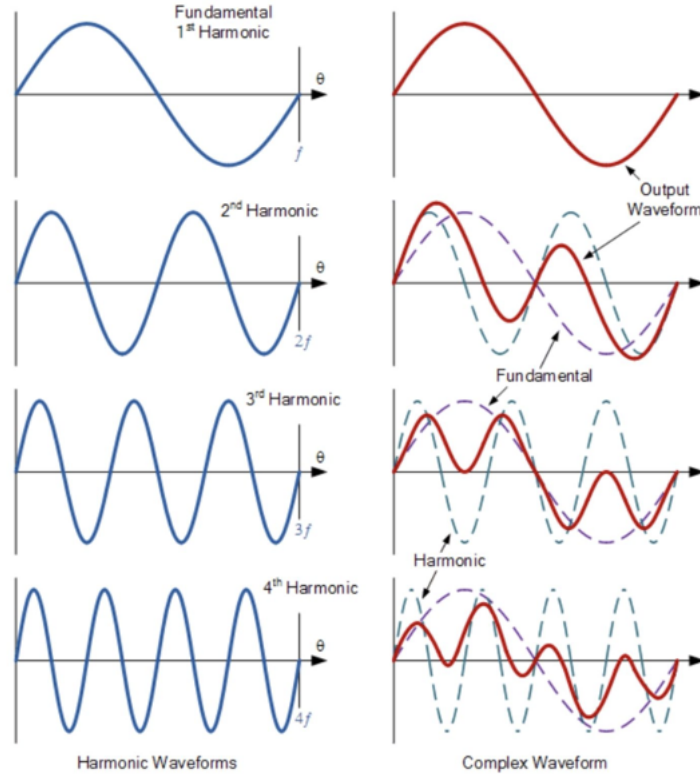 Fundamental
1st Harmonic
θ
f
Output
Waveform
2nd Harmonic
θ
2f
Fundamental
3rd Harmonic
θ
3f
Harmonic
4th Harmonic
θ
4f
Harmonic Waveforms
Complex Waveform